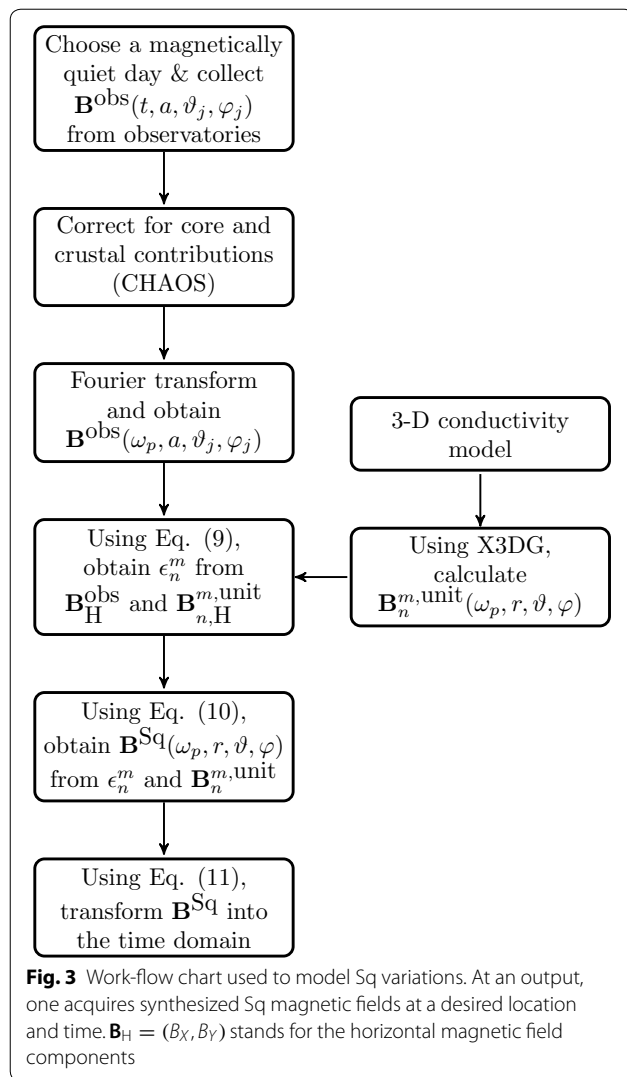 Choose a magnetically
quiet day & collect
B^obs(t, a, ϑ_j, φ_j)
from observatories
Correct for core and
crustal contributions
(CHAOS)
Fourier transform
and obtain
B^obs(ω_p, a, ϑ_j, φ_j)
3-D conductivity
model
Using Eq. (9),
obtain ϵ_n^m from
B_H^obs and B_{n,H}^{m,unit}
Using X3DG,
calculate
B_n^{m,unit}(ω_p, r, ϑ, φ)
Using Eq. (10),
obtain B^Sq(ω_p, r, ϑ, φ)
from ϵ_n^m and B_n^{m,unit}
Using Eq. (11),
transform B^Sq into
the time domain
Fig. 3 Work-flow chart used to model Sq variations. At an output,
one acquires synthesized Sq magnetic fields at a desired location
and time. B_H = (B_X, B_Y) stands for the horizontal magnetic field
components